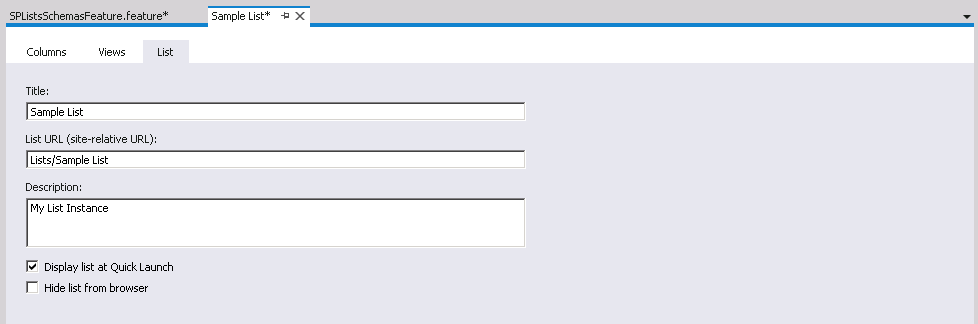 SPListsSchemasFeature.feature*
Sample List*
Columns
Views
List
Title:
Sample List
List URL (site-relative URL):
Lists/Sample List
Description:
My List Instance
Display list at Quick Launch
Hide list from browser